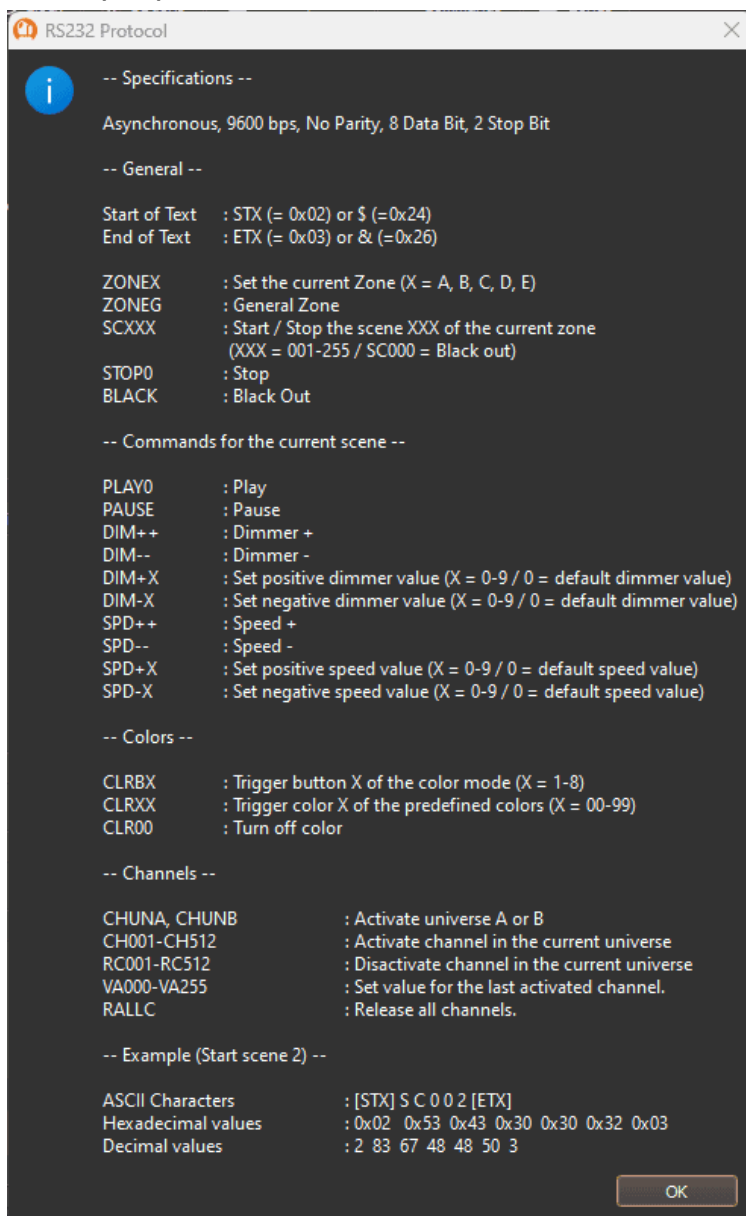 RS232 Protocol
-- Specifications --
Asynchronous, 9600 bps, No Parity, 8 Data Bit, 2 Stop Bit
-- General --
Start of Text : STX (= 0x02) or $ (=0x24)
End of Text : ETX (= 0x03) or & (=0x26)
ZONEX : Set the current Zone (X = A, B, C, D, E)
ZONEG : General Zone
SCXXX : Start / Stop the scene XXX of the current zone
(XXX = 001-255 / SC000 = Black out)
STOP0 : Stop
BLACK : Black Out
-- Commands for the current scene --
PLAY0 : Play
PAUSE : Pause
DIM++ : Dimmer +
DIM-- : Dimmer -
DIM+X : Set positive dimmer value (X = 0-9 / 0 = default dimmer value)
DIM-X : Set negative dimmer value (X = 0-9 / 0 = default dimmer value)
SPD++ : Speed +
SPD-- : Speed -
SPD+X : Set positive speed value (X = 0-9 / 0 = default speed value)
SPD-X : Set negative speed value (X = 0-9 / 0 = default speed value)
-- Colors --
CLRBX : Trigger button X of the color mode (X = 1-8)
CLRXX : Trigger color X of the predefined colors (X = 00-99)
CLR00 : Turn off color
-- Channels --
CHUNA, CHUNB : Activate universe A or B
CH001-CH512 : Activate channel in the current universe
RC001-RC512 : Disactivate channel in the current universe
VA000-VA255 : Set value for the last activated channel.
RALLC : Release all channels.
-- Example (Start scene 2) --
ASCII Characters : [STX] S C 0 0 2 [ETX]
Hexadecimal values : 0x02 0x53 0x43 0x30 0x30 0x32 0x03
Decimal values : 2 83 67 48 48 50 3
OK